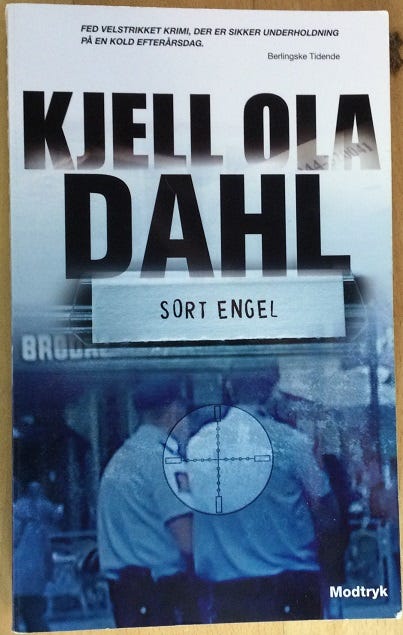 FED VELSTRIKKET KRIMI, DER ER SIKKER UNDERHOLDNING
PÅ EN KOLD EFTERÅRSDAG.
Berlingske Tidende
KJELL OLA
DAHL
SORT ENGEL
Modtryk